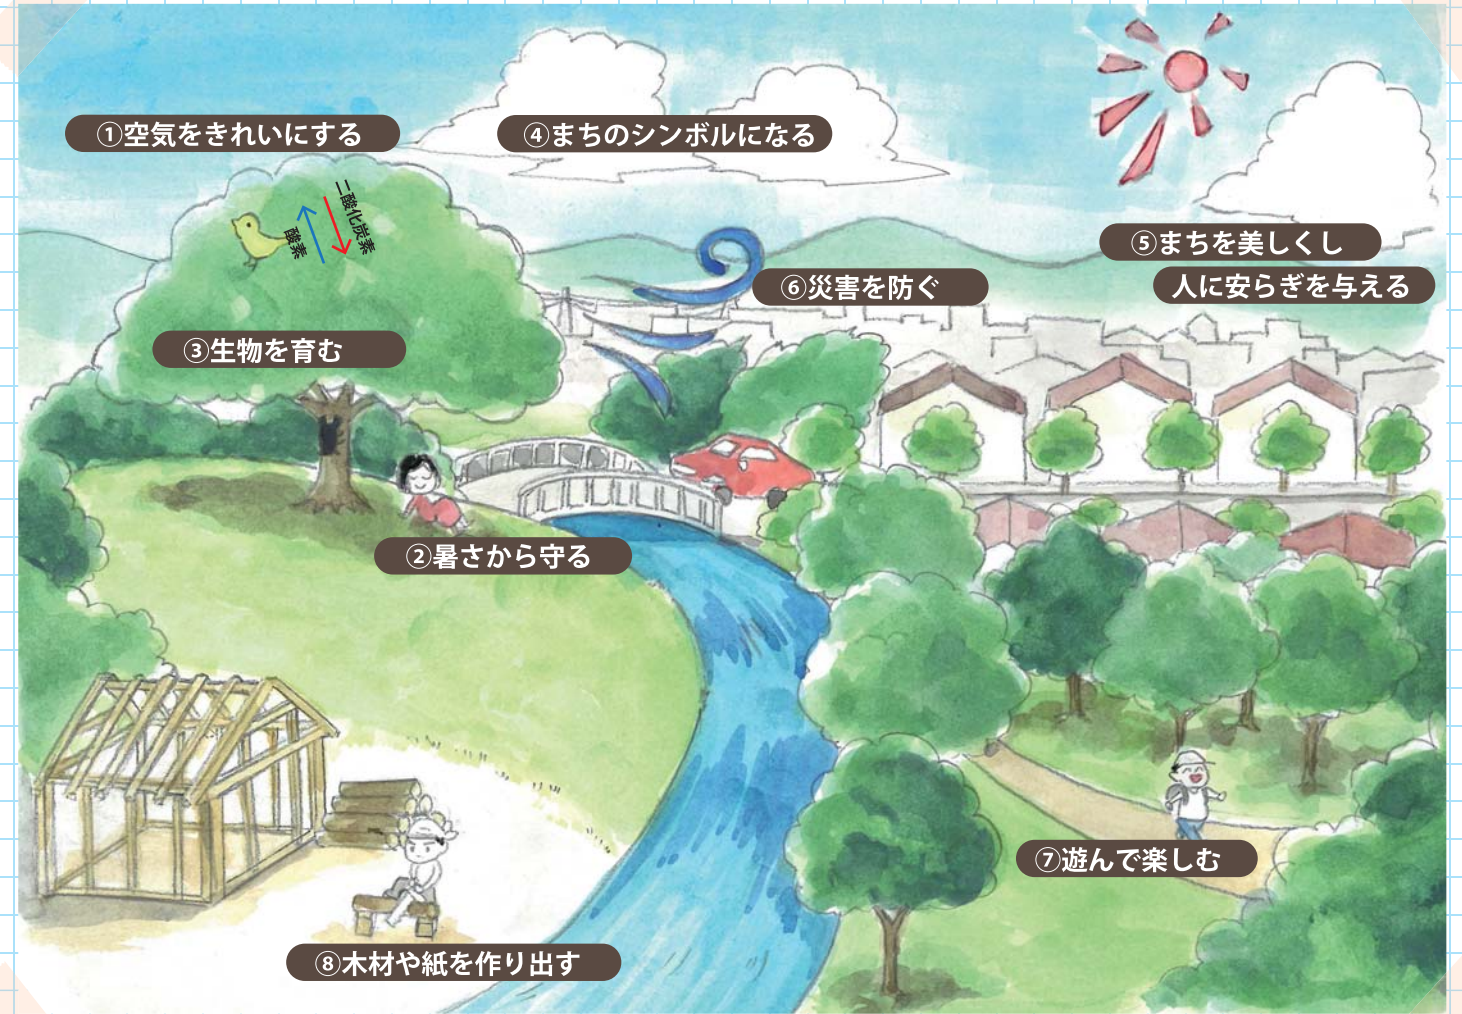 ①空気をきれいにする
④まちのシンボルになる
二酸化炭素
酸素
⑤まちを美しくし
人に安らぎを与える
⑥災害を防ぐ
③生物を育む
②暑さから守る
⑦遊んで楽しむ
⑧木材や紙を作り出す